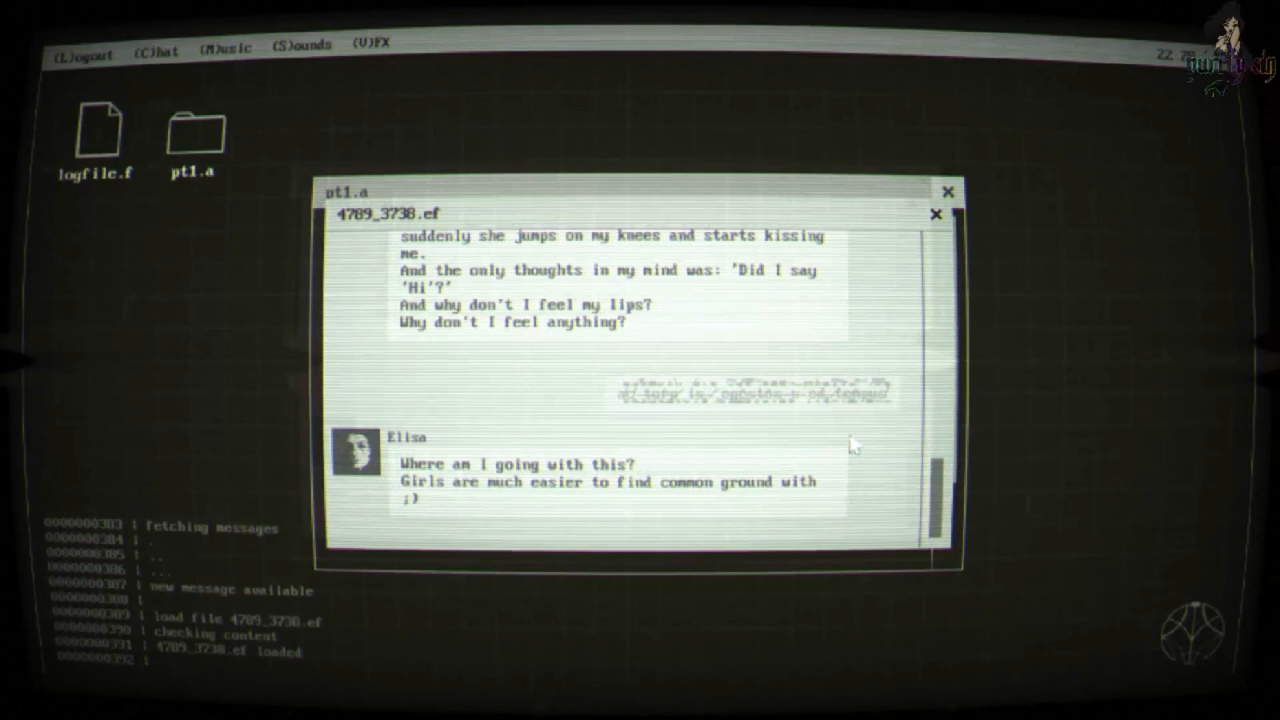 (L)ogout (C)hat (M)usic (S)ounds (V)FX
logfile.f
pt1.a
pt1.a
4789_3738.ef
suddenly she jumps on my knees and starts kissing
me.
And the only thoughts in my mind was: 'Did I say
'Hi'?'
And why don't I feel my lips?
Why don't I feel anything?
Elisa
Where am I going with this?
Girls are much easier to find common ground with
;)
0000000383 | fetching messages
0000000384 | .
0000000385 | ..
0000000386 | ...
0000000387 | new message available
0000000388 |
0000000389 | load file 4789_3738.ef
0000000390 | checking content
0000000391 | 4789_3738.ef loaded
0000000392 |